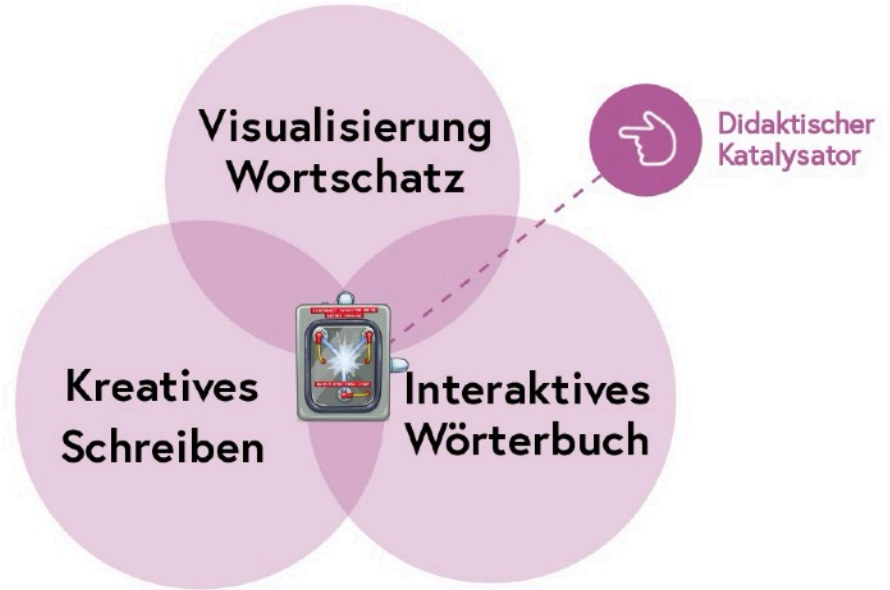 Visualisierung
Wortschatz
Didaktischer
Katalysator
Kreatives
Schreiben
Interaktives
Wörterbuch